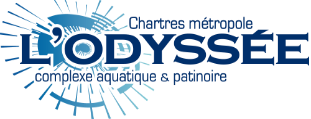 Chartres métropole
L'ODYSSÉE
complexe aquatique & patinoire